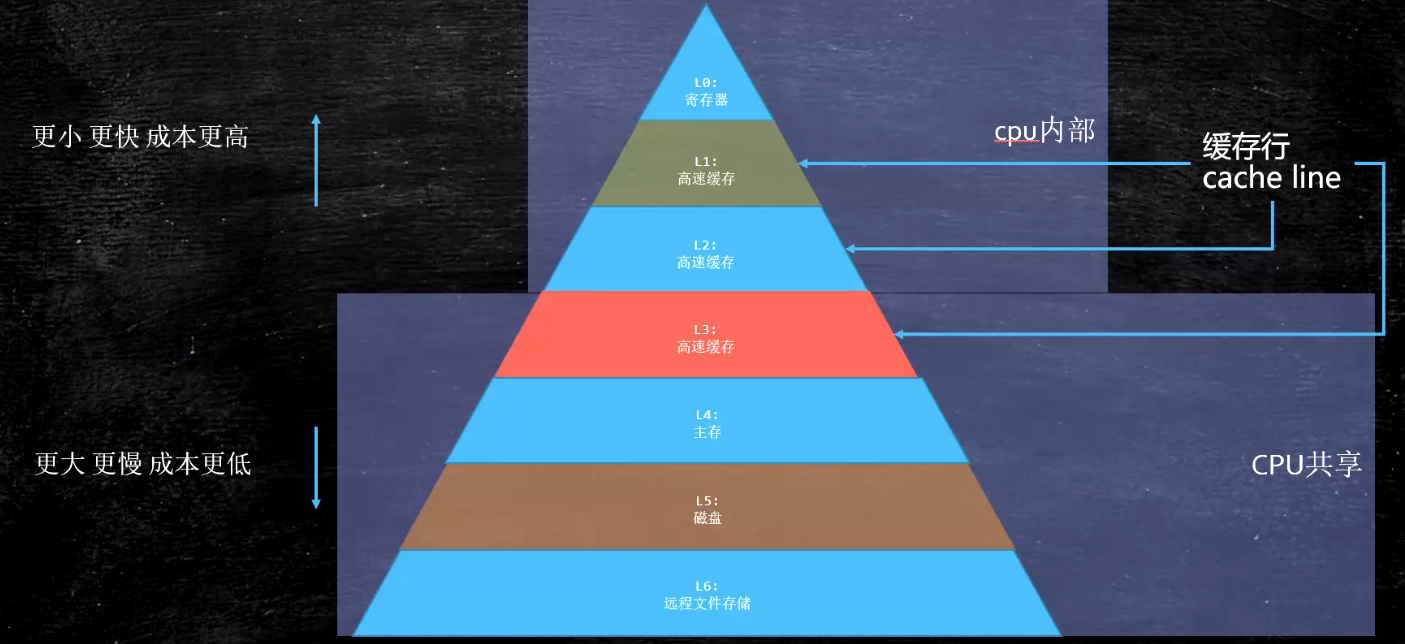 L0:
寄存器
更小 更快 成本更高
cpu内部
缓存行
cache line
L1:
高速缓存
L2:
高速缓存
L3:
高速缓存
L4:
主存
更大 更慢 成本更低
CPU共享
L5:
磁盘
L6:
远程文件存储